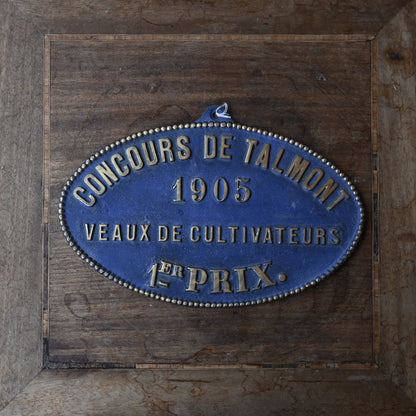 CONCOURS DE TALMONT
1905
VEAUX DE CULTIVATEURS
1ER PRIX.